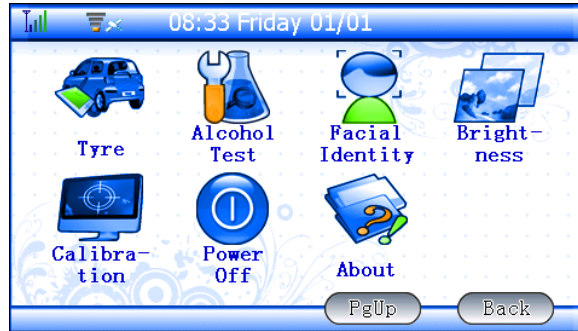 08:33 Friday 01/01
Tyre
Alcohol
Test
Facial
Identity
Bright-
ness
Calibra-
tion
Power
Off
About
PgUp
Back